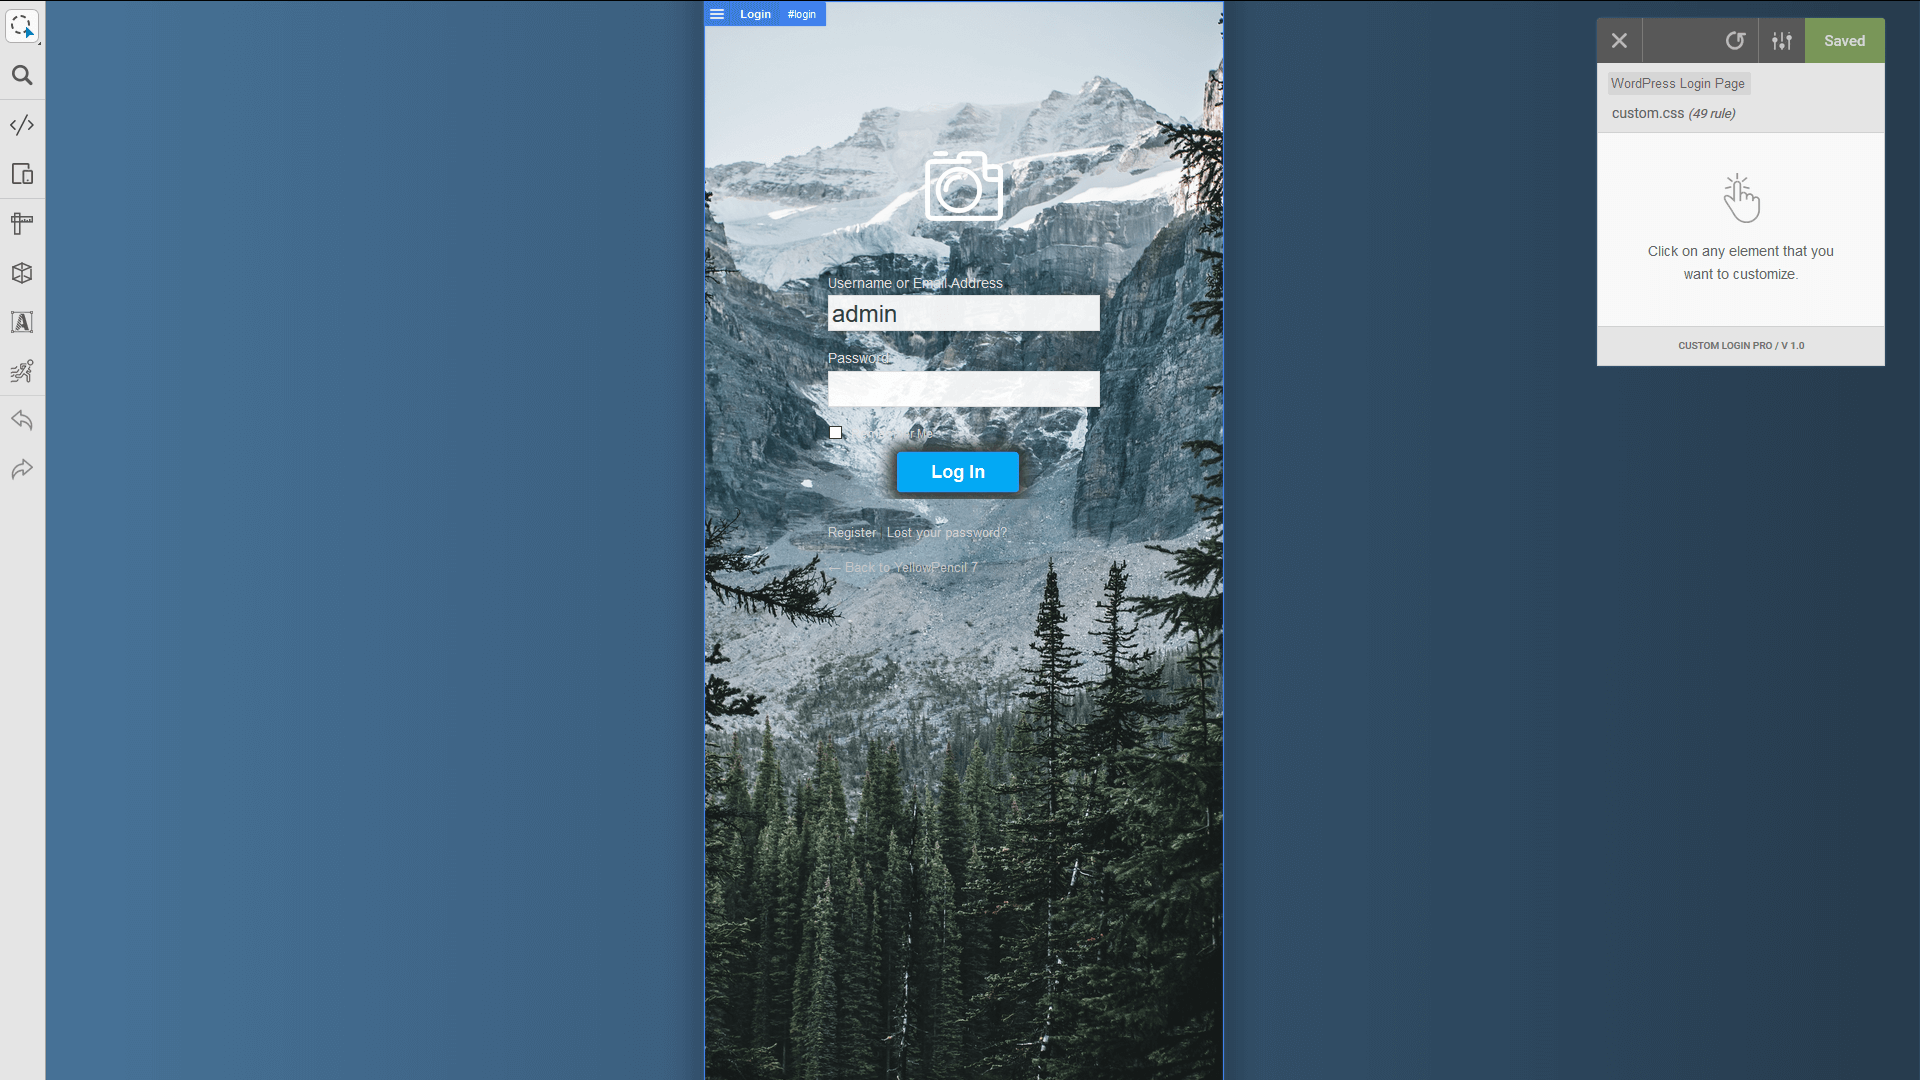 Login #login
Saved
WordPress Login Page
custom.css (49 rule)
Click on any element that you
want to customize.
CUSTOM LOGIN PRO / V 1.0
Username or Email Address
admin
Password
Me
Log In
Register Lost your password?
← Back to YellowPencil 7